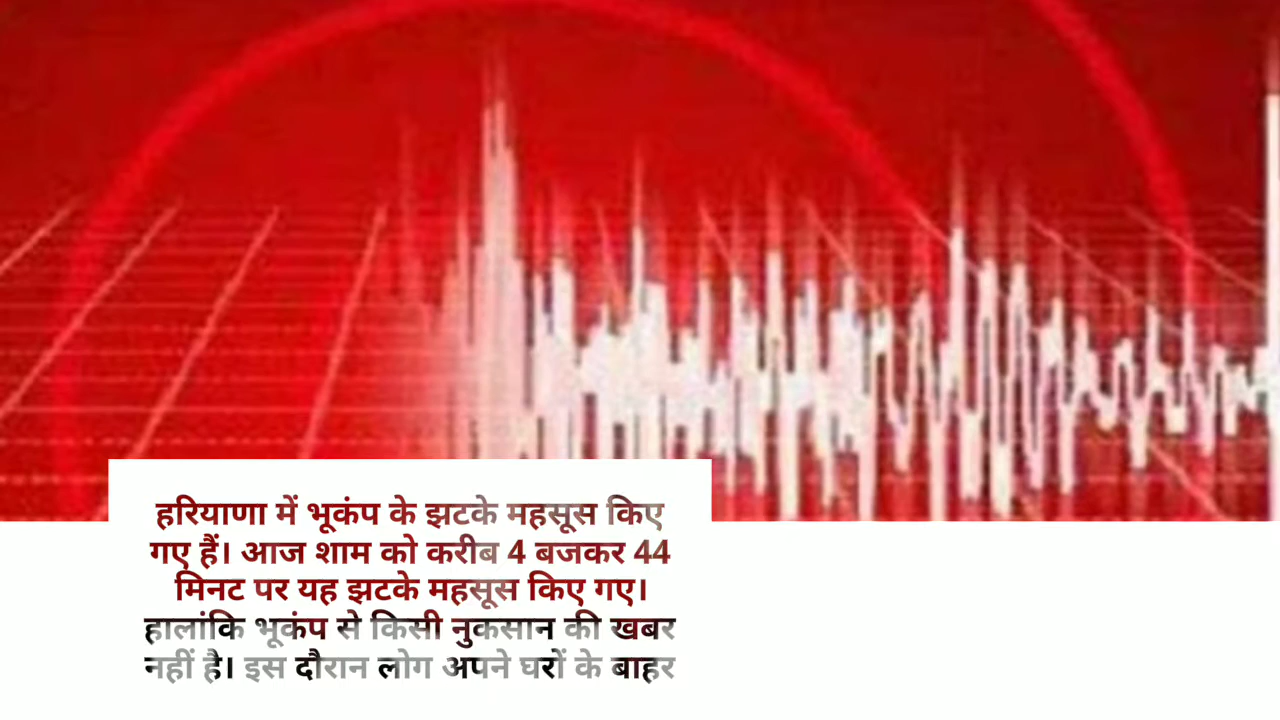 हरियाणा में भूकंप के झटके महसूस किए
गए हैं। आज शाम को करीब 4 बजकर 44
मिनट पर यह झटके महसूस किए गए।
हालांकि भूकंप से किसी नुकसान की खबर
नहीं है। इस दौरान लोग अपने घरों के बाहर